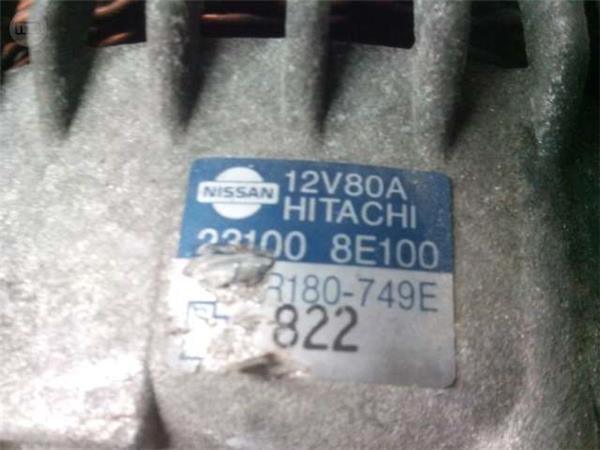 NISSAN 12V80A
HITACHI
23100 8E100
R180-749E
822